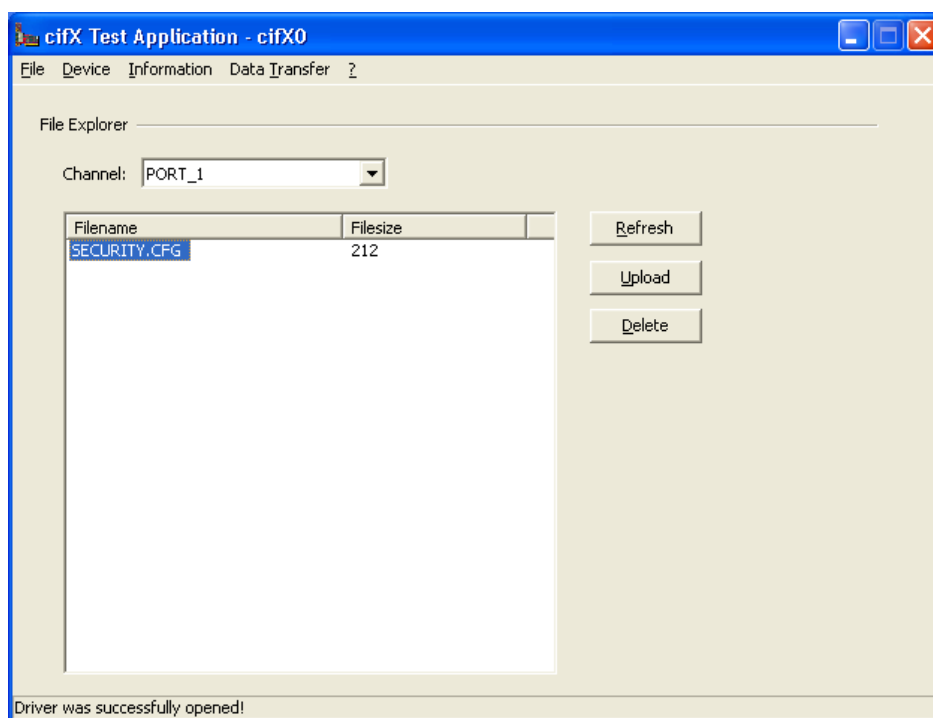 cifX Test Application - cifX0
File Device Information Data Transfer ?
File Explorer
Channel: PORT_1
Filename Filesize
SECURITY.CFG 212
Refresh
Upload
Delete
Driver was successfully opened!